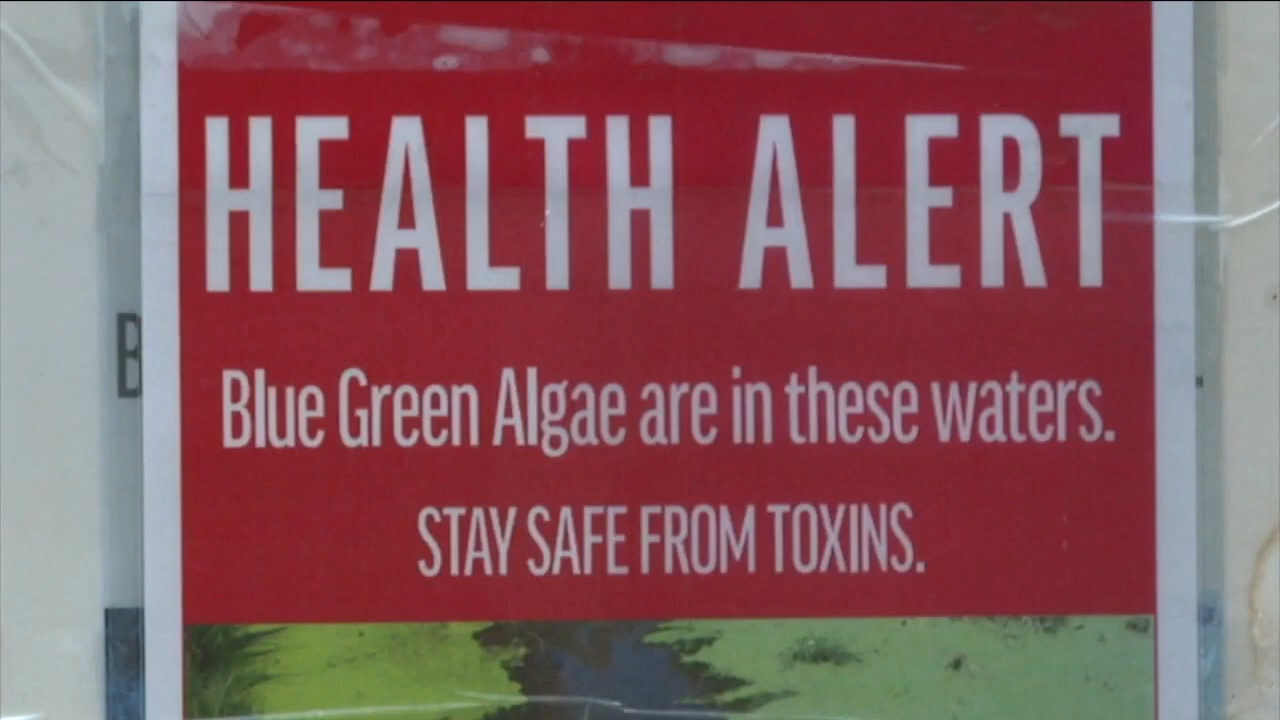 HEALTH ALERT
B
Blue Green Algae are in these waters.
STAY SAFE FROM TOXINS.